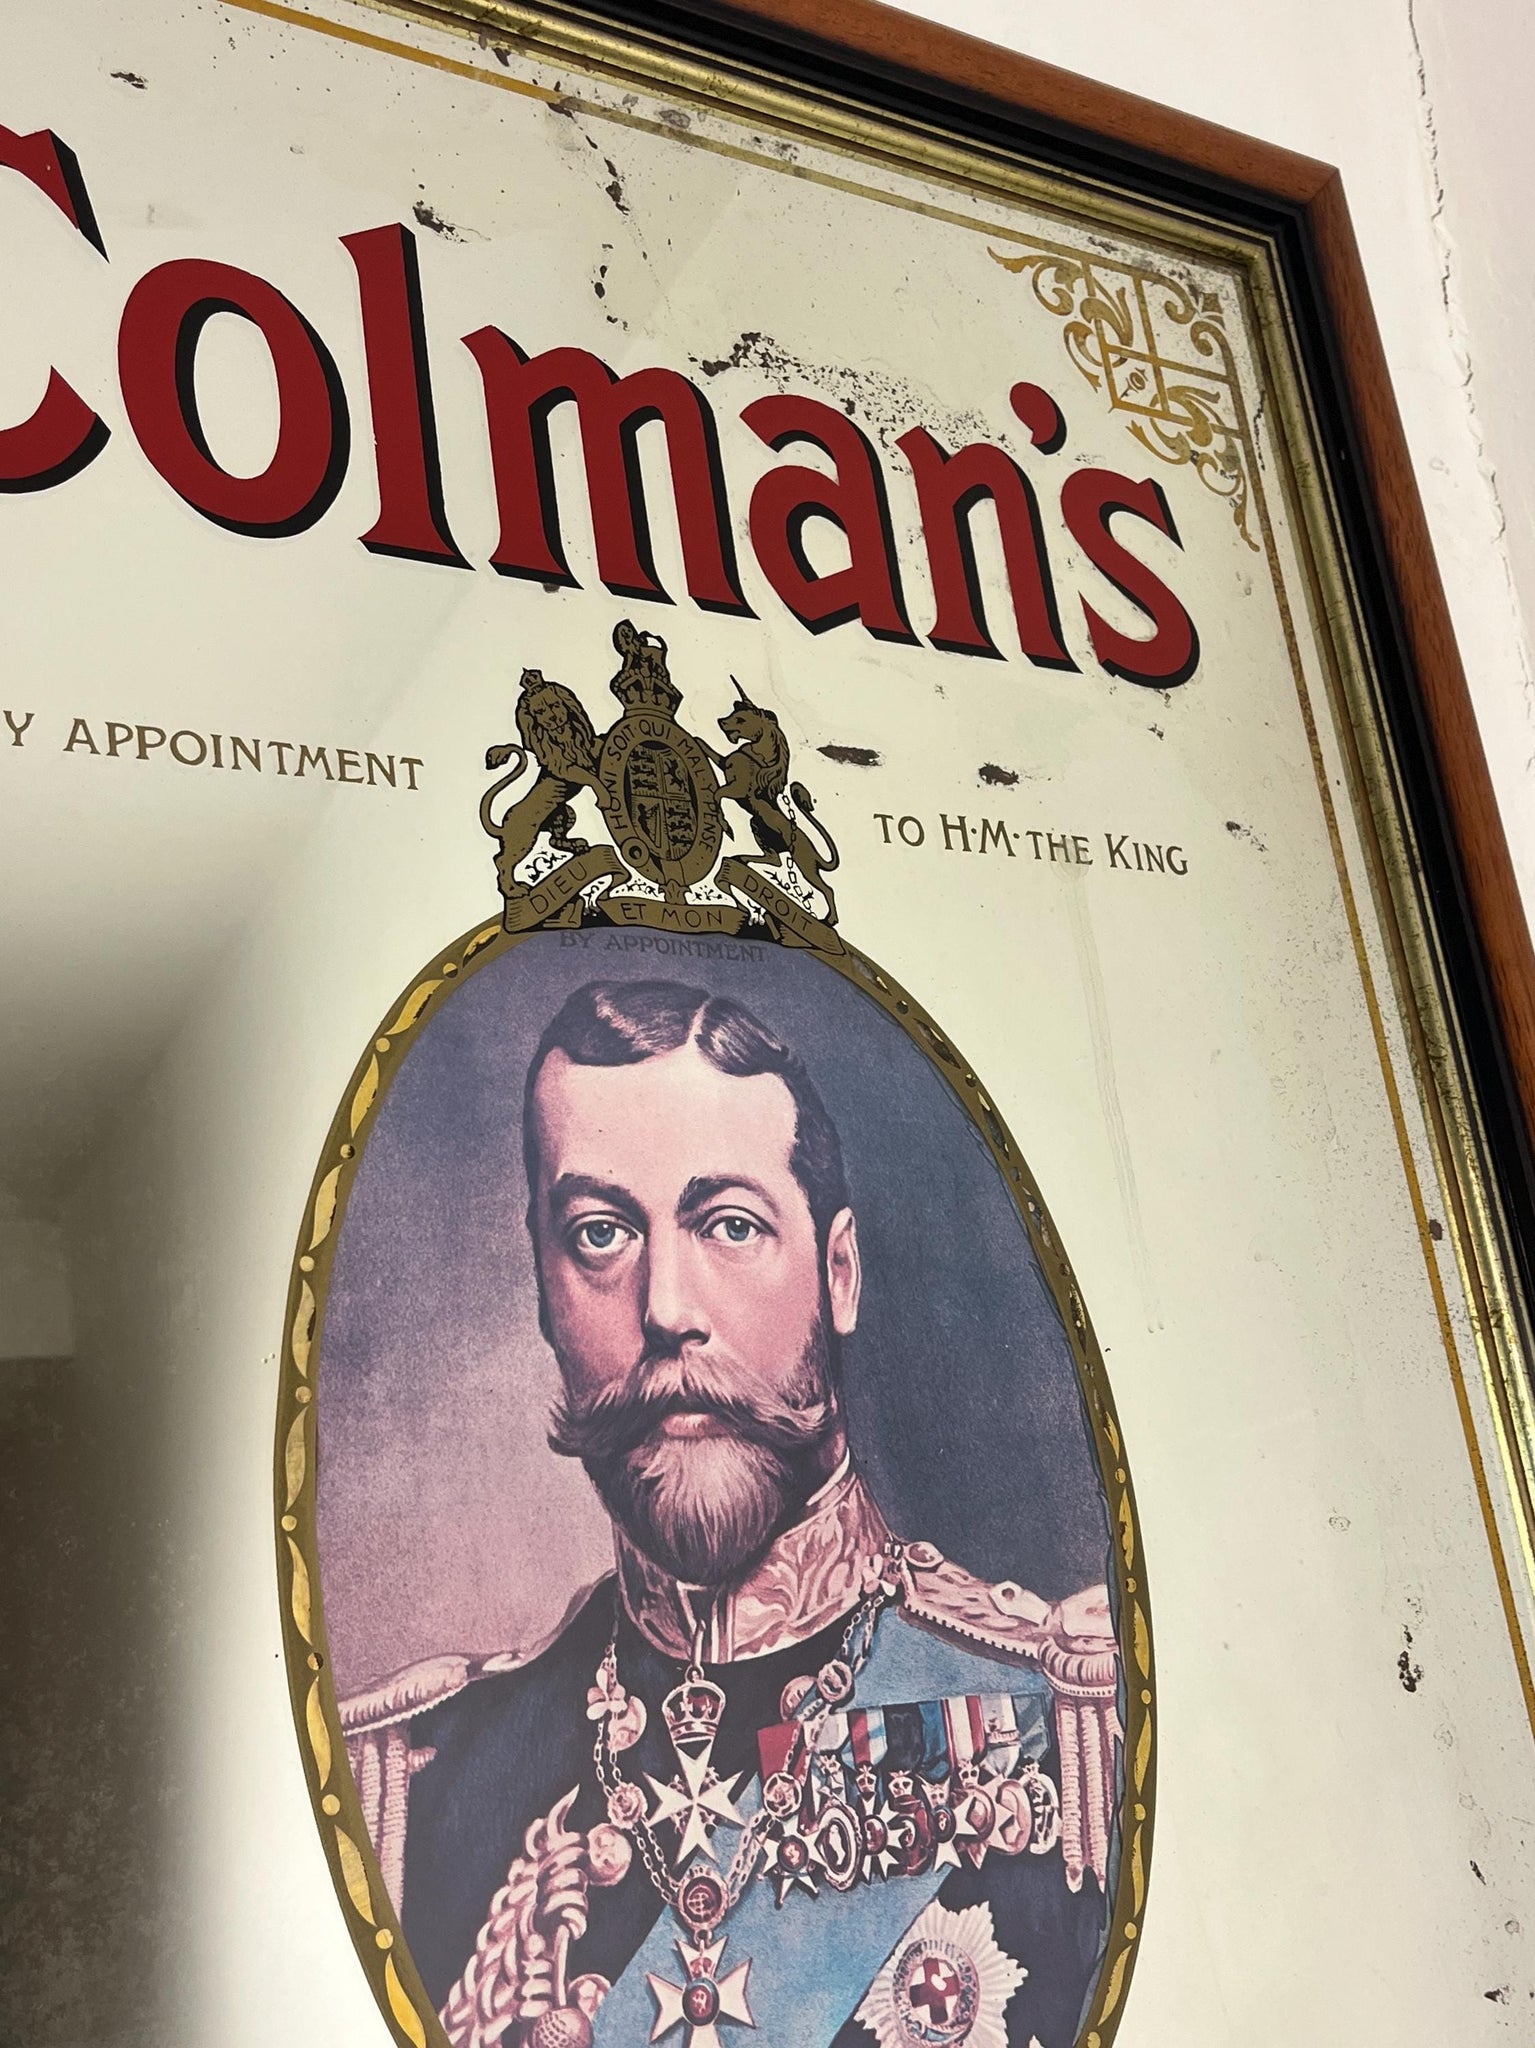 Colman's
Y APPOINTMENT
TO H·M·THE KING
HONI SOIT QUI MAL·Y PENSE
DIEU ET MON DROIT
BY APPOINTMENT